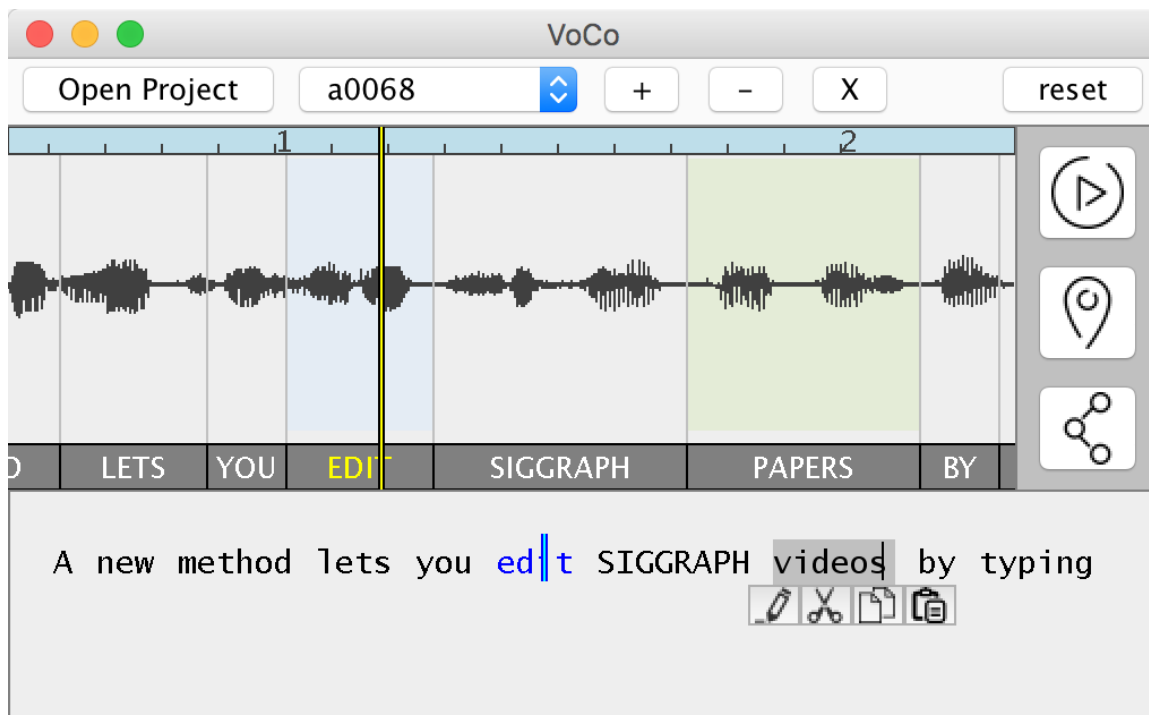 VoCo
Open Project a0068 + - X reset
1 2
LETS YOU EDIT SIGGRAPH PAPERS BY
A new method lets you edit SIGGRAPH videos by typing